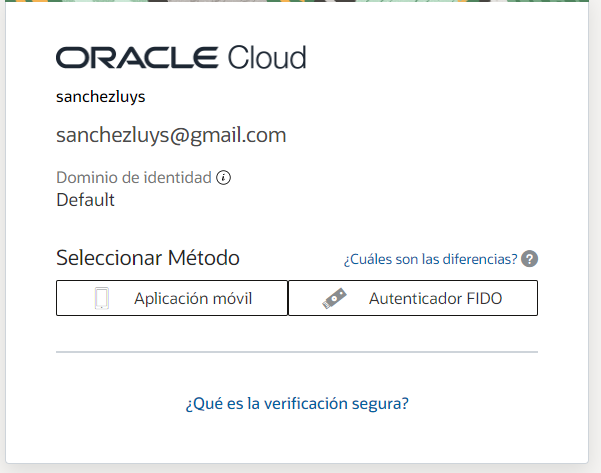 ORACLE Cloud
sanchezluys
sanchezluys@gmail.com
Dominio de identidad
Default
Seleccionar Método ¿Cuáles son las diferencias? ?
Aplicación móvil Autenticador FIDO
¿Qué es la verificación segura?